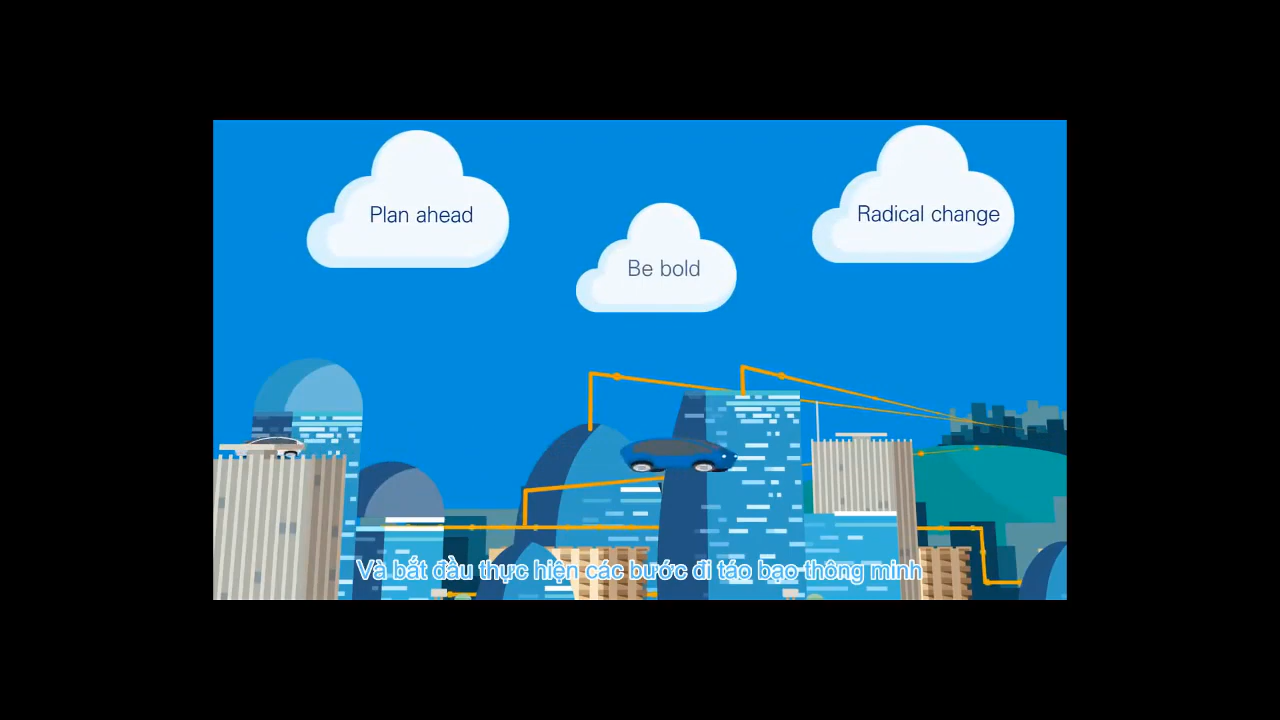 Plan ahead
Radical change
Be bold
Và bắt đầu thực hiện các bước đi táo bạo thông minh